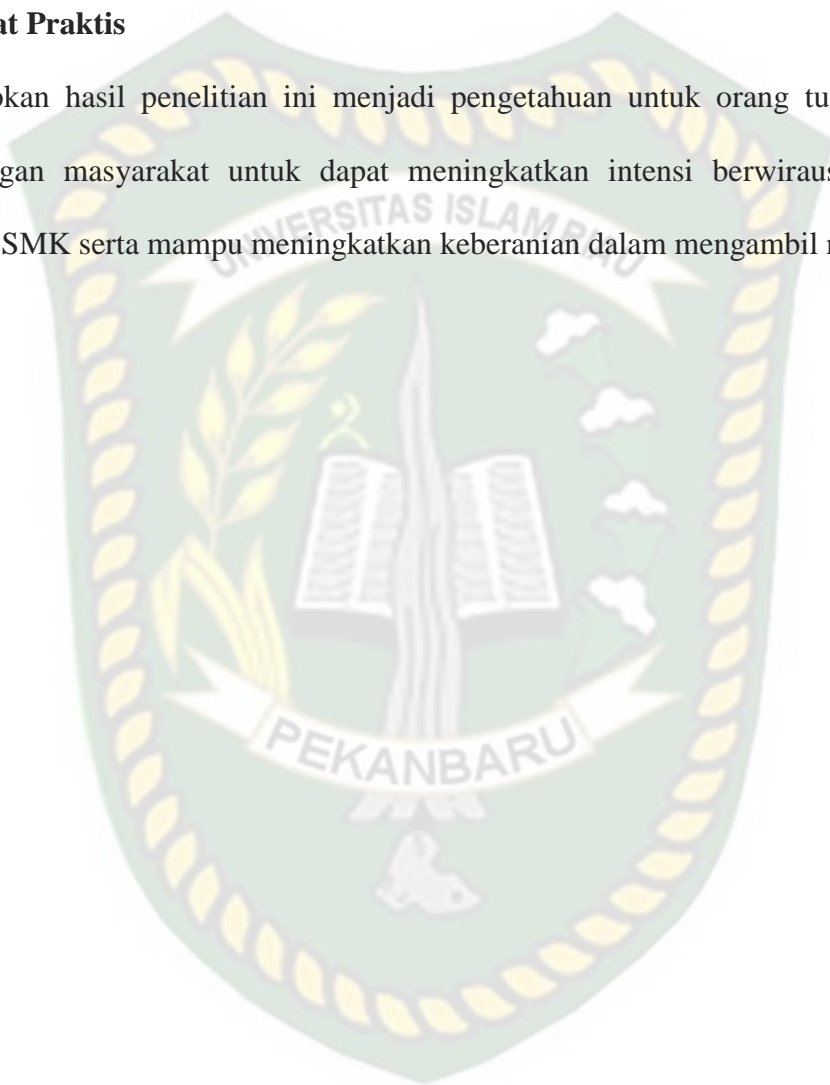 at Praktis
okan hasil penelitian ini menjadi pengetahuan untuk orang tu
gan masyarakat untuk dapat meningkatkan intensi berwiraus
SMK serta mampu meningkatkan keberanian dalam mengambil
UNIVERSITAS ISLAM RIAU
PEKANBARU